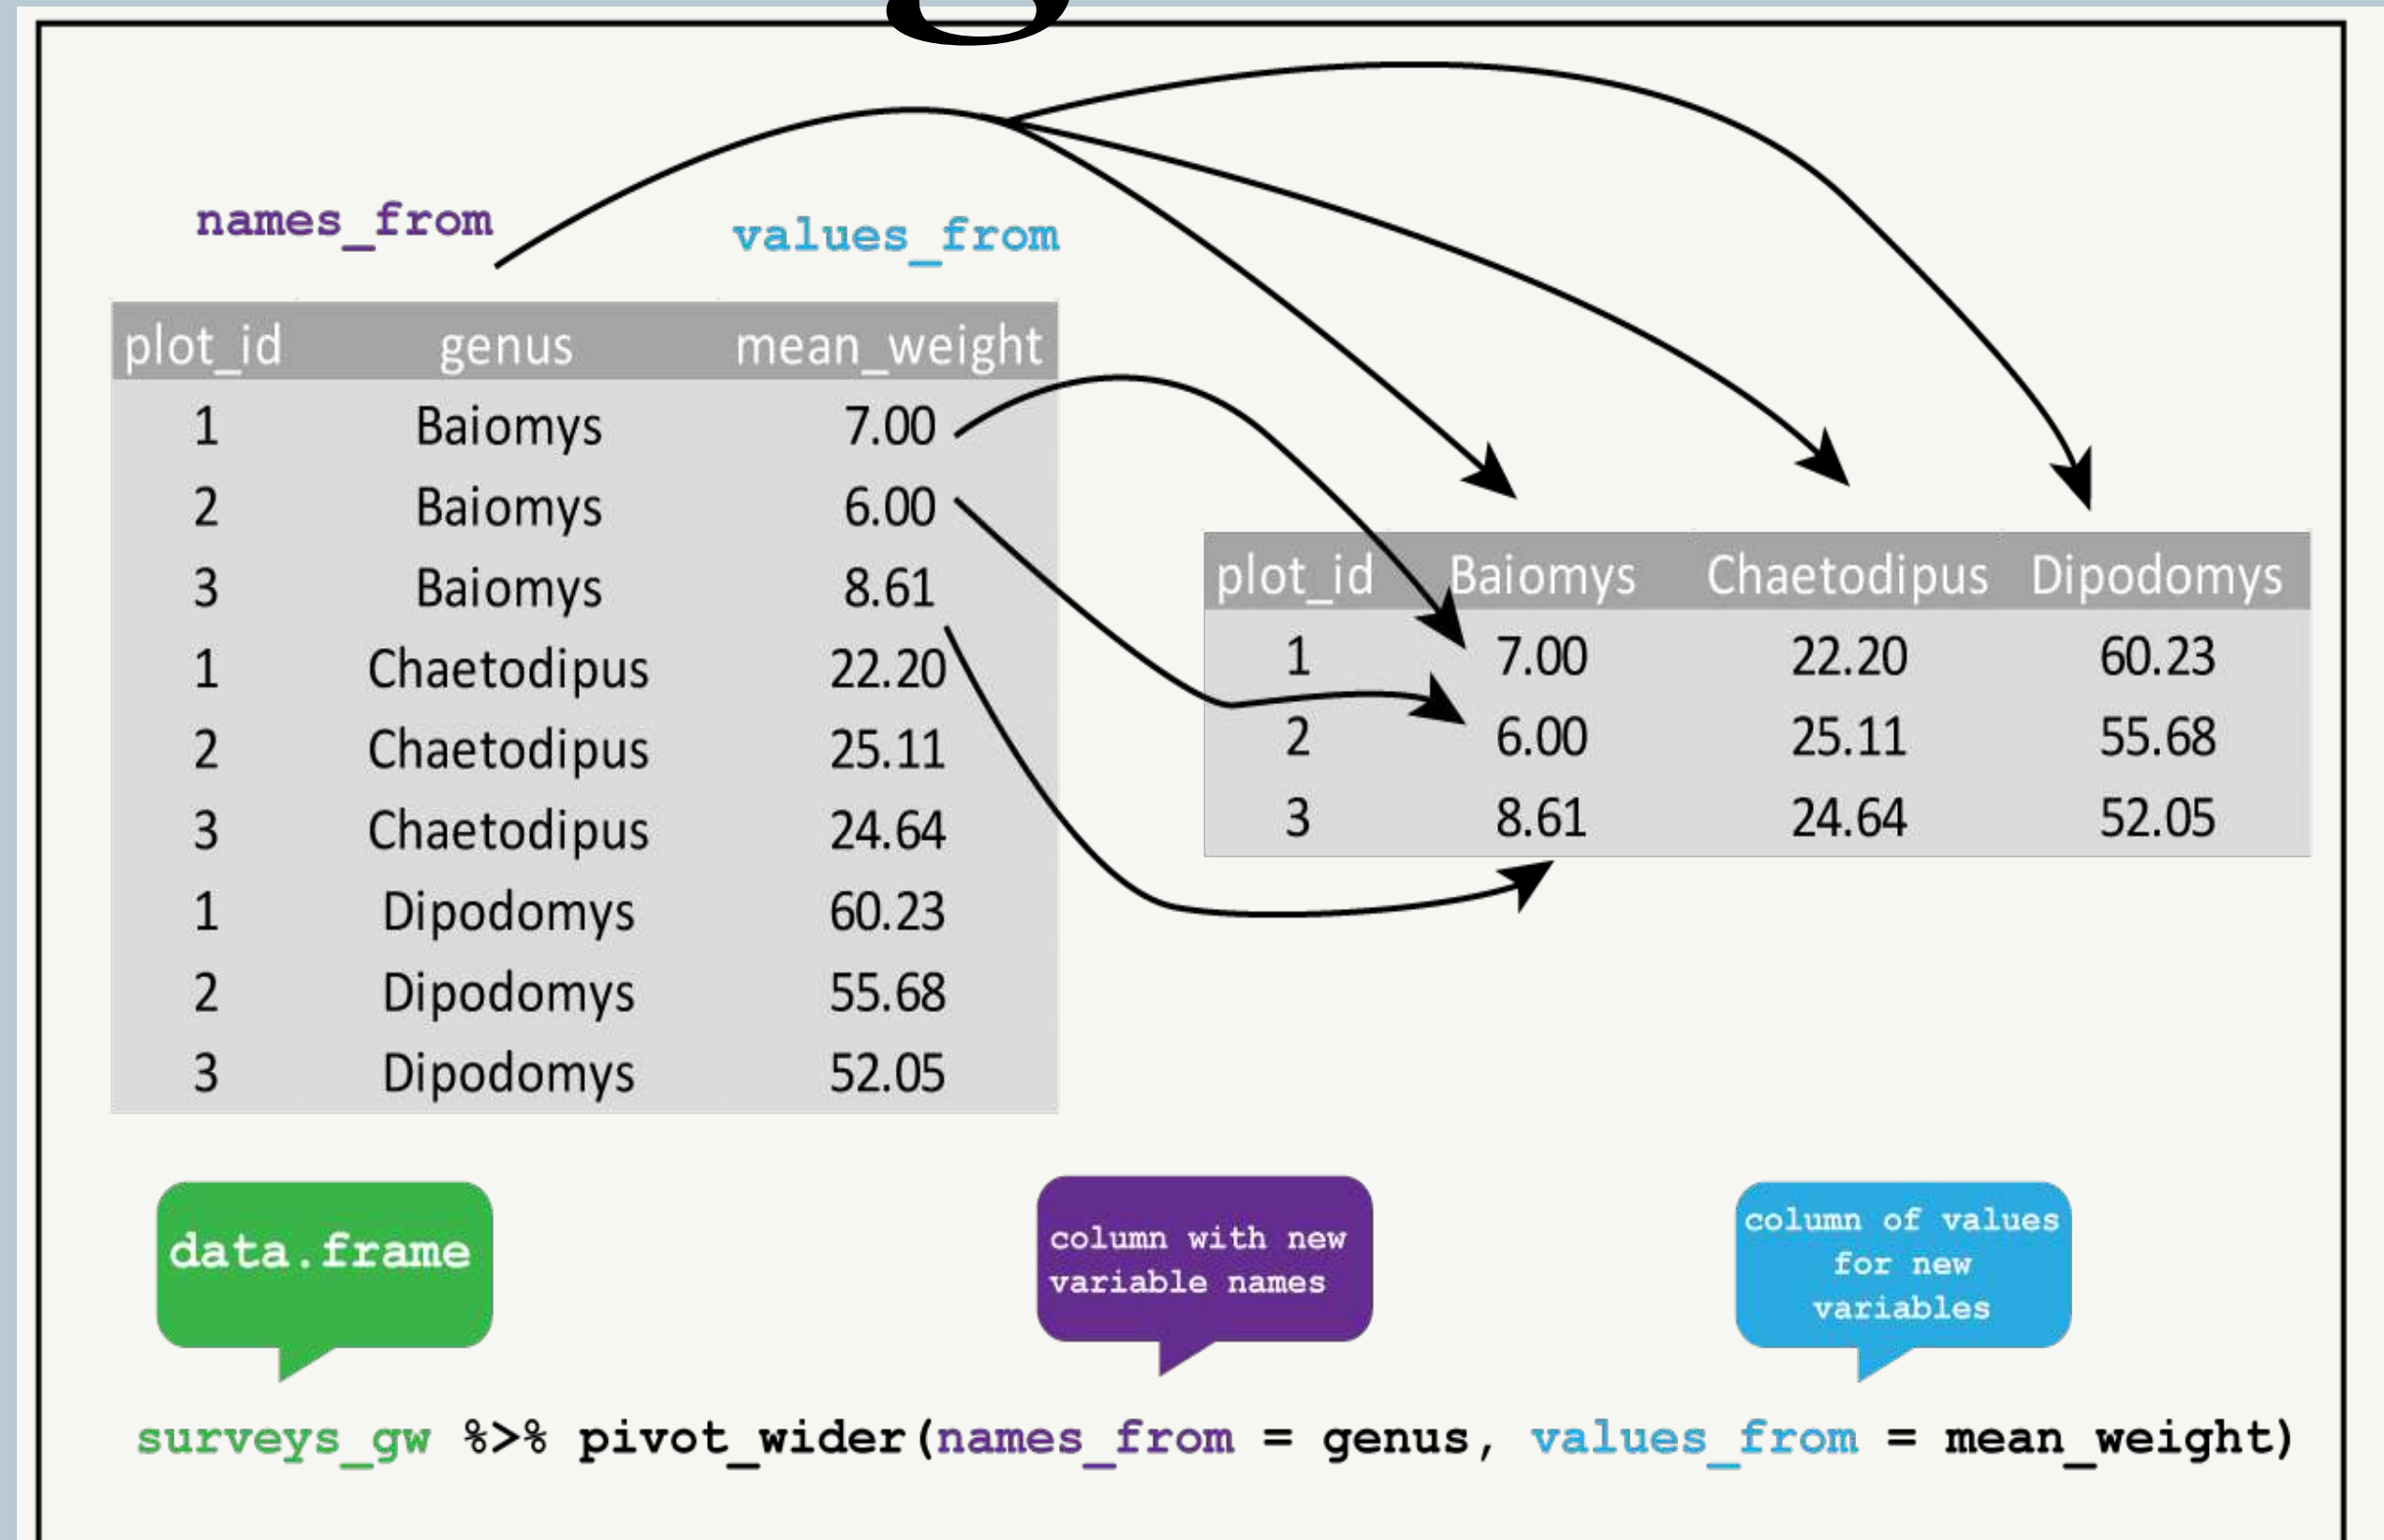 names_from values_from
plot_id genus mean_weight
1 Baiomys 7.00
2 Baiomys 6.00
3 Baiomys 8.61
1 Chaetodipus 22.20
2 Chaetodipus 25.11
3 Chaetodipus 24.64
1 Dipodomys 60.23
2 Dipodomys 55.68
3 Dipodomys 52.05
plot_id Baiomys Chaetodipus Dipodomys
1 7.00 22.20 60.23
2 6.00 25.11 55.68
3 8.61 24.64 52.05
data.frame
column with new
variable names
column of values
for new
variables
surveys_gw %>% pivot_wider(names_from = genus, values_from = mean_weight)